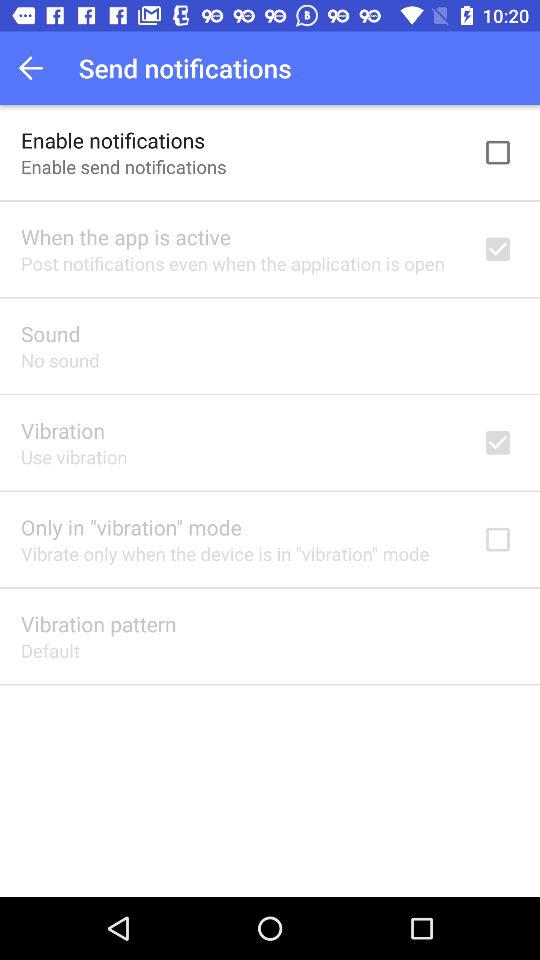 10:20
Send notifications
Enable notifications
Enable send notifications
When the app is active
Post notifications even when the application is open
Sound
No sound
Vibration
Use vibration
Only in "vibration" mode
Vibrate only when the device is in "vibration" mode
Vibration pattern
Default